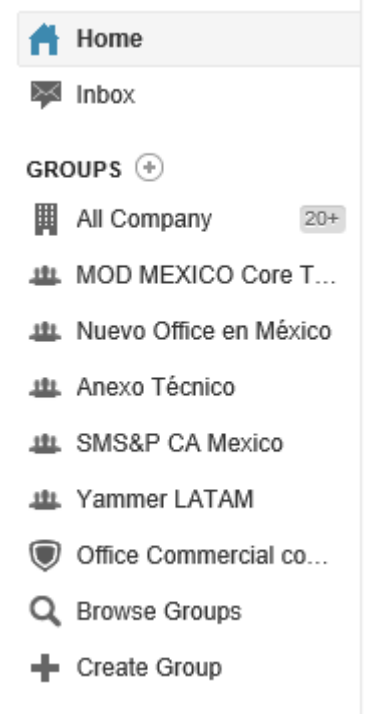 Home
Inbox
GROUPS
All Company 20+
MOD MEXICO Core T...
Nuevo Office en México
Anexo Técnico
SMS&P CA Mexico
Yammer LATAM
Office Commercial co...
Browse Groups
Create Group